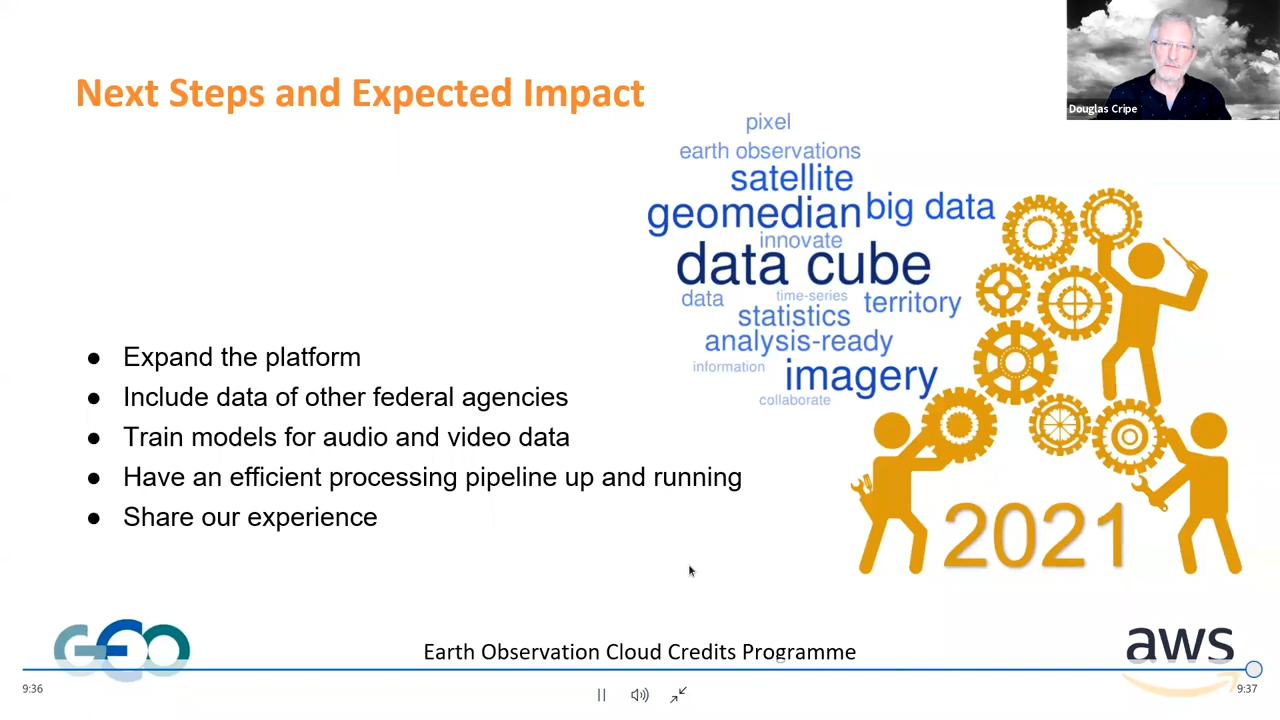 Next Steps and Expected Impact
Douglas Cripe
pixel
earth observations
satellite
geomedian big data
innovate
data cube
data time-series territory
statistics
analysis-ready
information imagery
collaborate
● Expand the platform
● Include data of other federal agencies
● Train models for audio and video data
● Have an efficient processing pipeline up and running
● Share our experience
2021
GEO
Earth Observation Cloud Credits Programme
aws
9:36
9:37